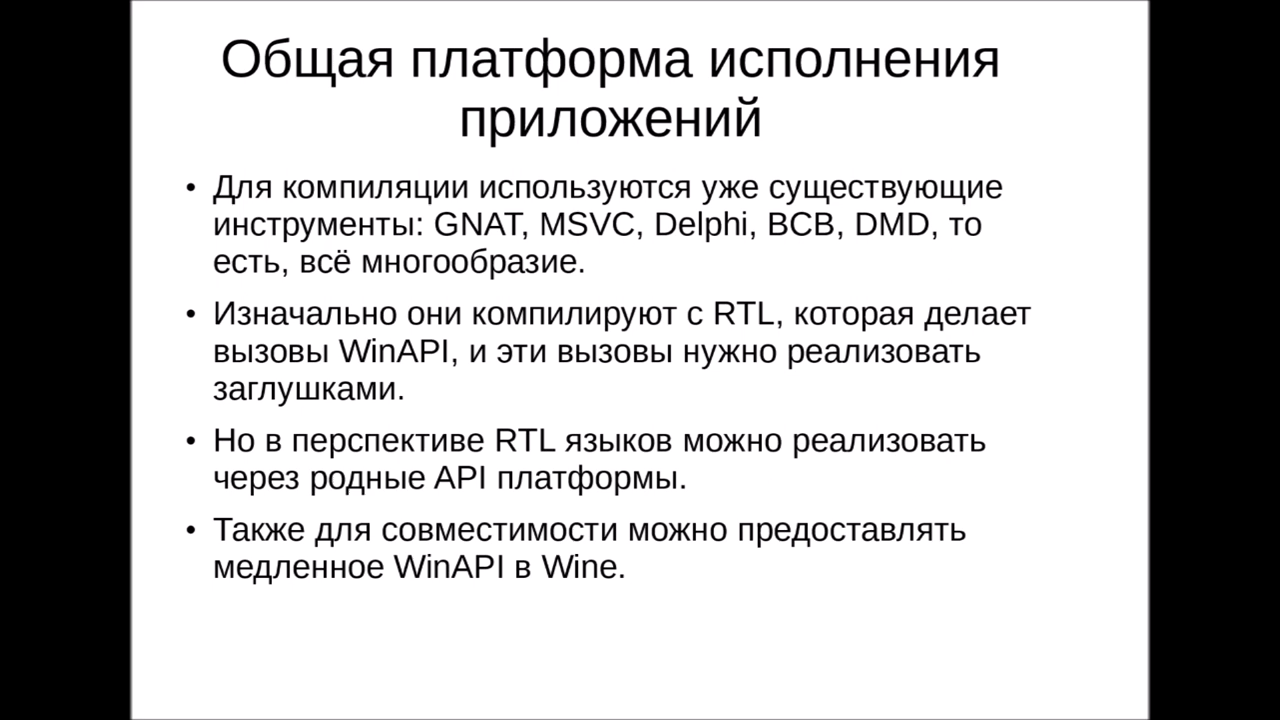 Общая платформа исполнения
приложений
• Для компиляции используются уже существующие
инструменты: GNAT, MSVC, Delphi, BCB, DMD, то
есть, всё многообразие.
• Изначально они компилируют с RTL, которая делает
вызовы WinAPI, и эти вызовы нужно реализовать
заглушками.
• Но в перспективе RTL языков можно реализовать
через родные API платформы.
• Также для совместимости можно предоставлять
медленное WinAPI в Wine.